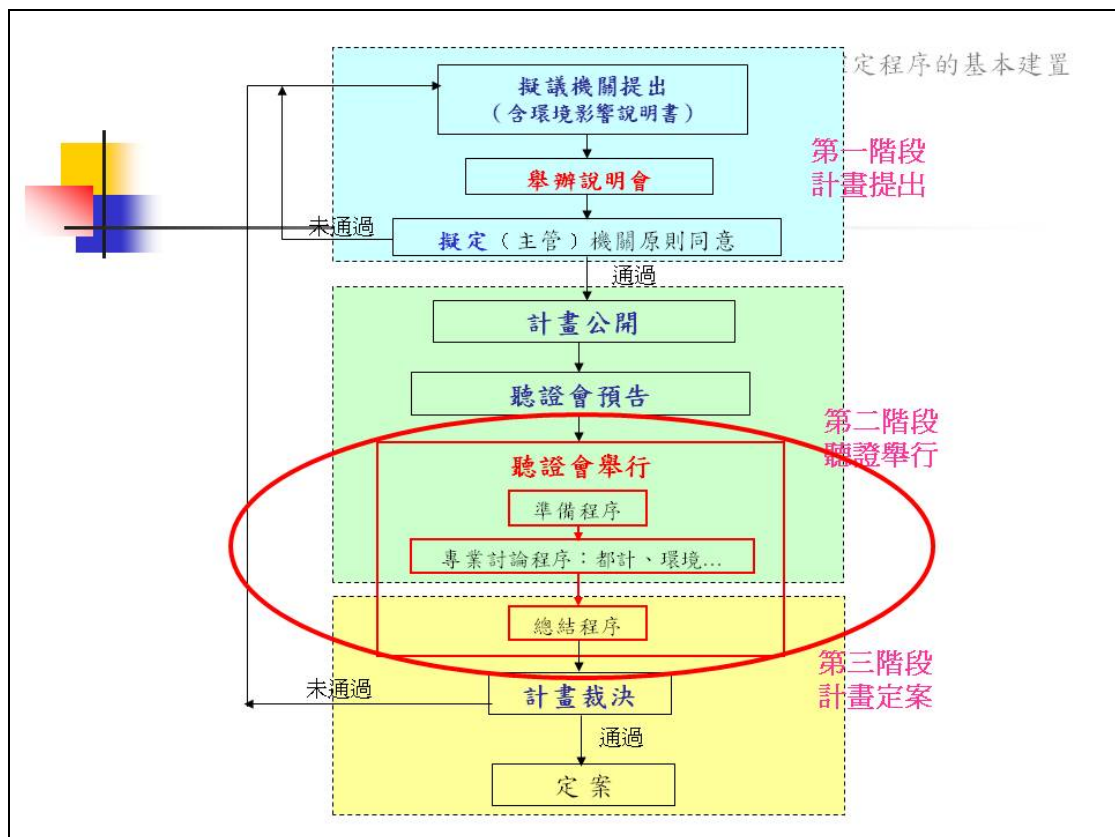 定程序的基本建置
擬議機關提出
（含環境影響說明書）
第一階段
計畫提出
舉辦說明會
未通過
擬定（主管）機關原則同意
通過
計畫公開
聽證會預告
第二階段
聽證舉行
聽證會舉行
準備程序
專業討論程序：都計、環境…
總結程序
第三階段
計畫定案
未通過
計畫裁決
通過
定案